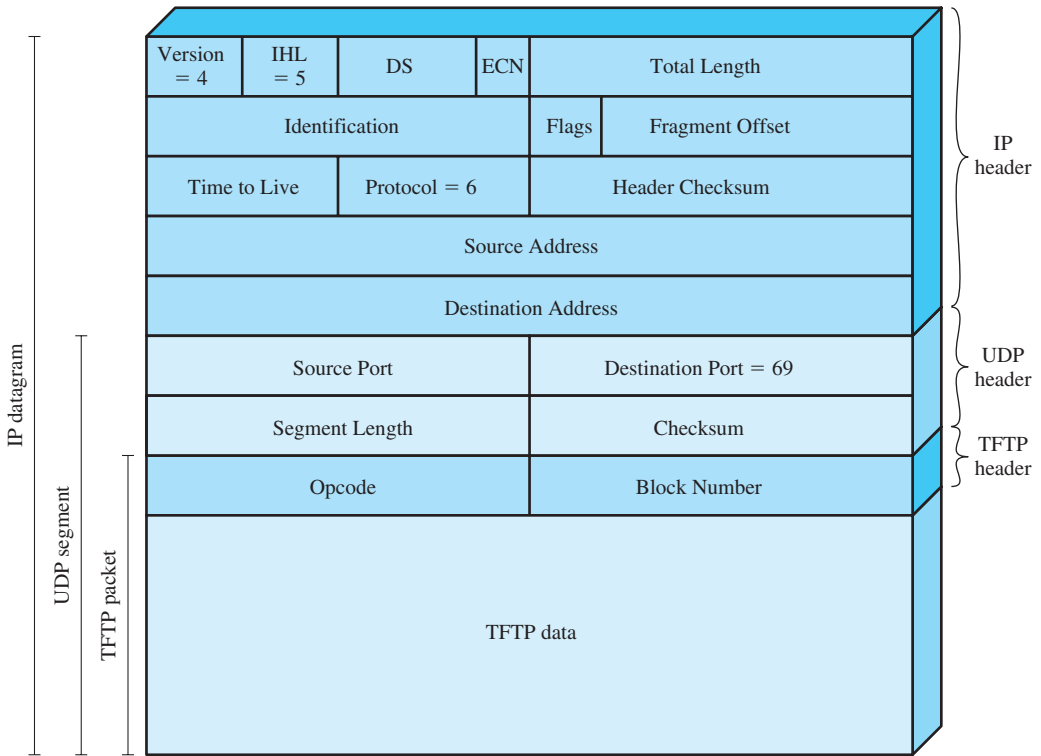 Version
= 4
IHL
= 5
DS
ECN
Total Length
Identification
Flags
Fragment Offset
Time to Live
Protocol = 6
Header Checksum
Source Address
Destination Address
Source Port
Destination Port = 69
Segment Length
Checksum
Opcode
Block Number
TFTP data
IP datagram
UDP segment
TFTP packet
IP
header
UDP
header
TFTP
header